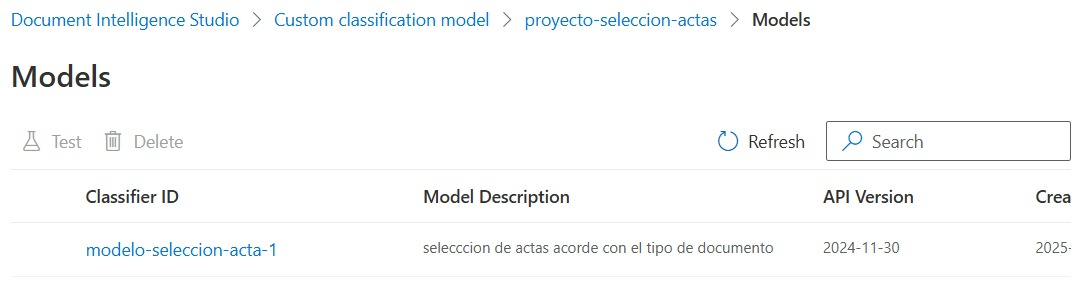 Document Intelligence Studio > Custom classification model > proyecto-seleccion-actas > Models
Models
Test Delete Refresh Search
Classifier ID Model Description API Version Crea
modelo-seleccion-acta-1 selecccion de actas acorde con el tipo de documento 2024-11-30 2025-